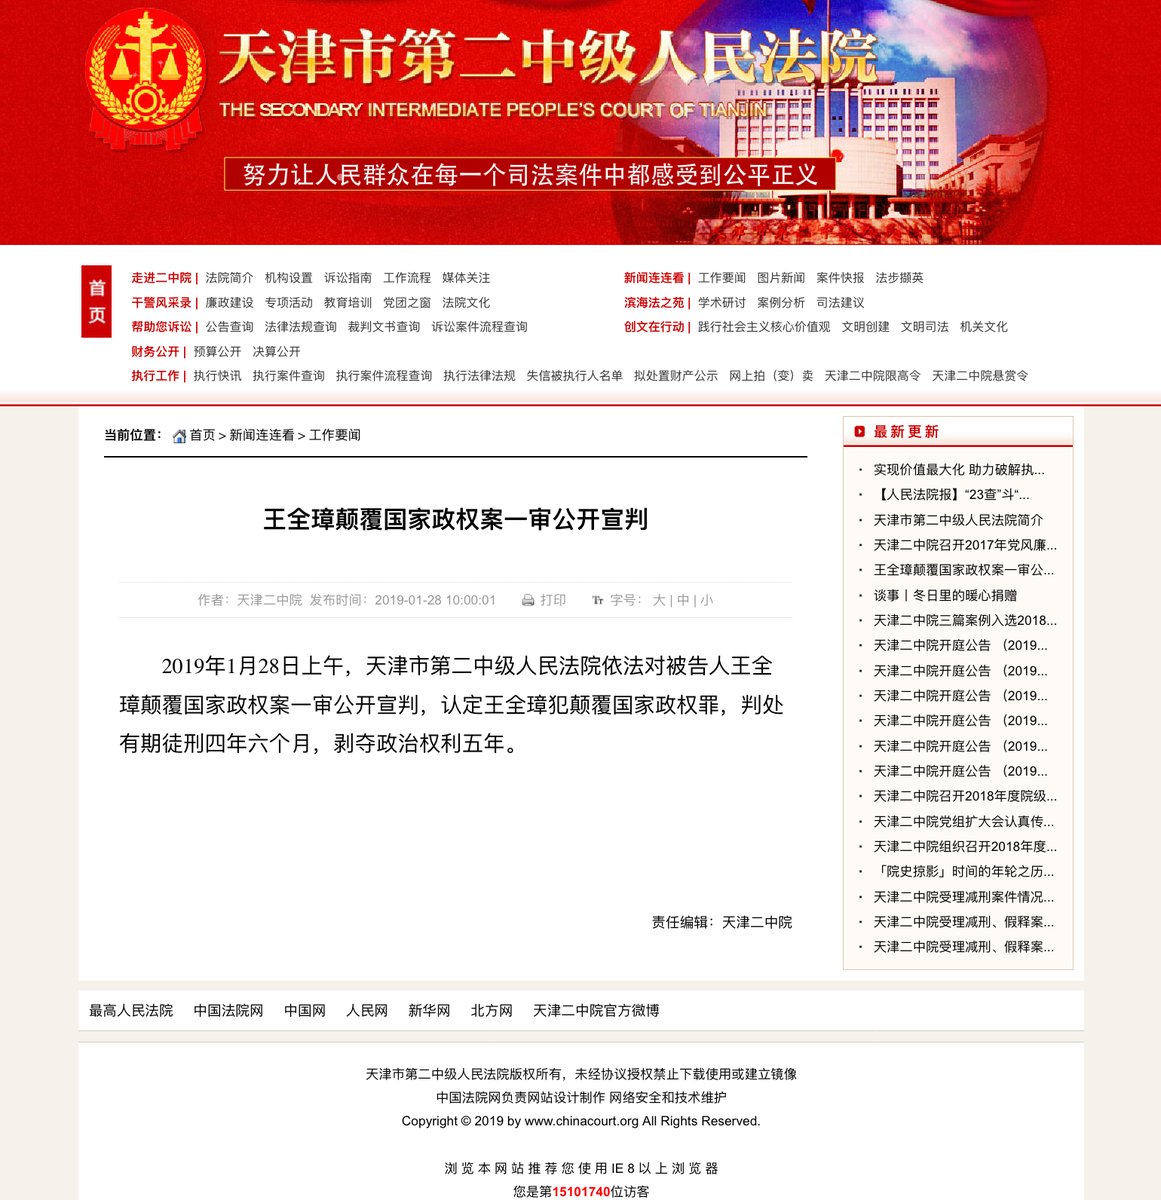 天津市第二中级人民法院
THE SECONDARY INTERMEDIATE PEOPLE'S COURT OF TIANJIN
努力让人民群众在每一个司法案件中都感受到公平正义
首页
走进二中院 | 法院简介 机构设置 诉讼指南 工作流程 媒体关注
新闻连连看 | 工作要闻 图片新闻 案件快报 法步撷英
干警风采录 | 廉政建设 专项活动 教育培训 党团之窗 法院文化
滨海法之苑 | 学术研讨 案例分析 司法建议
帮助您诉讼 | 公告查询 法律法规查询 裁判文书查询 诉讼案件流程查询
创文在行动 | 践行社会主义核心价值观 文明创建 文明司法 机关文化
财务公开 | 预算公开 决算公开
执行工作 | 执行快讯 执行案件查询 执行案件流程查询 执行法律法规 失信被执行人名单 拟处置财产公示 网上拍（变）卖 天津二中院限高令 天津二中院悬赏令
当前位置： 首页 > 新闻连连看 > 工作要闻
王全璋颠覆国家政权案一审公开宣判
作者：天津二中院 发布时间：2019-01-28 10:00:01 打印 Tr 字号： 大 | 中 | 小
2019年1月28日上午，天津市第二中级人民法院依法对被告人王全
璋颠覆国家政权案一审公开宣判，认定王全璋犯颠覆国家政权罪，判处
有期徒刑四年六个月，剥夺政治权利五年。
责任编辑：天津二中院
最新更新
· 实现价值最大化 助力破解执...
· 【人民法院报】“23查”斗“...
· 天津市第二中级人民法院简介
· 天津二中院召开2017年党风廉...
· 王全璋颠覆国家政权案一审公...
· 谈事丨冬日里的暖心捐赠
· 天津二中院三篇案例入选2018...
· 天津二中院开庭公告 （2019...
· 天津二中院开庭公告 （2019...
· 天津二中院开庭公告 （2019...
· 天津二中院开庭公告 （2019...
· 天津二中院开庭公告 （2019...
· 天津二中院开庭公告 （2019...
· 天津二中院召开2018年度院级...
· 天津二中院党组扩大会认真传...
· 天津二中院组织召开2018年度...
· 「院史掠影」时间的年轮之历...
· 天津二中院受理减刑案件情况...
· 天津二中院受理减刑、假释案...
· 天津二中院受理减刑、假释案...
最高人民法院 中国法院网 中国网 人民网 新华网 北方网 天津二中院官方微博
天津市第二中级人民法院版权所有，未经协议授权禁止下载使用或建立镜像
中国法院网负责网站设计制作 网络安全和技术维护
Copyright © 2019 by www.chinacourt.org All Rights Reserved.
浏 览 本 网 站 推 荐 您 使 用 IE 8 以 上 浏 览 器
您是第15101740位访客